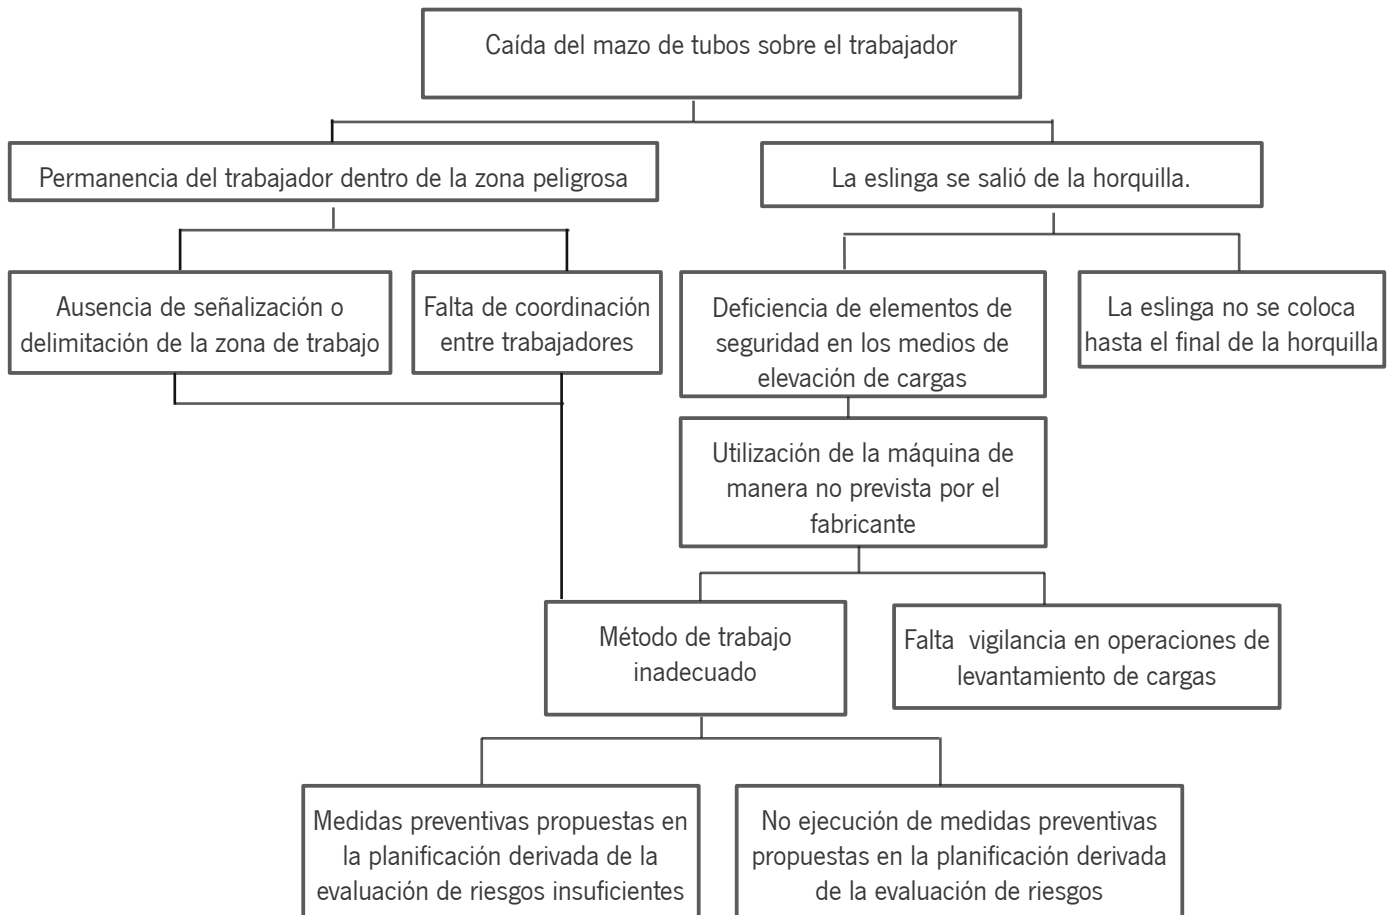 Caída del mazo de tubos sobre el trabajador
Permanencia del trabajador dentro de la zona peligrosa
La eslinga se salió de la horquilla.
Ausencia de señalización o
delimitación de la zona de trabajo
Falta de coordinación
entre trabajadores
Deficiencia de elementos de
seguridad en los medios de
elevación de cargas
La eslinga no se coloca
hasta el final de la horquilla
Utilización de la máquina de
manera no prevista por el
fabricante
Método de trabajo
inadecuado
Falta  vigilancia en operaciones de
levantamiento de cargas
Medidas preventivas propuestas en
la planificación derivada de la
evaluación de riesgos insuficientes
No ejecución de medidas preventivas
propuestas en la planificación derivada
de la evaluación de riesgos